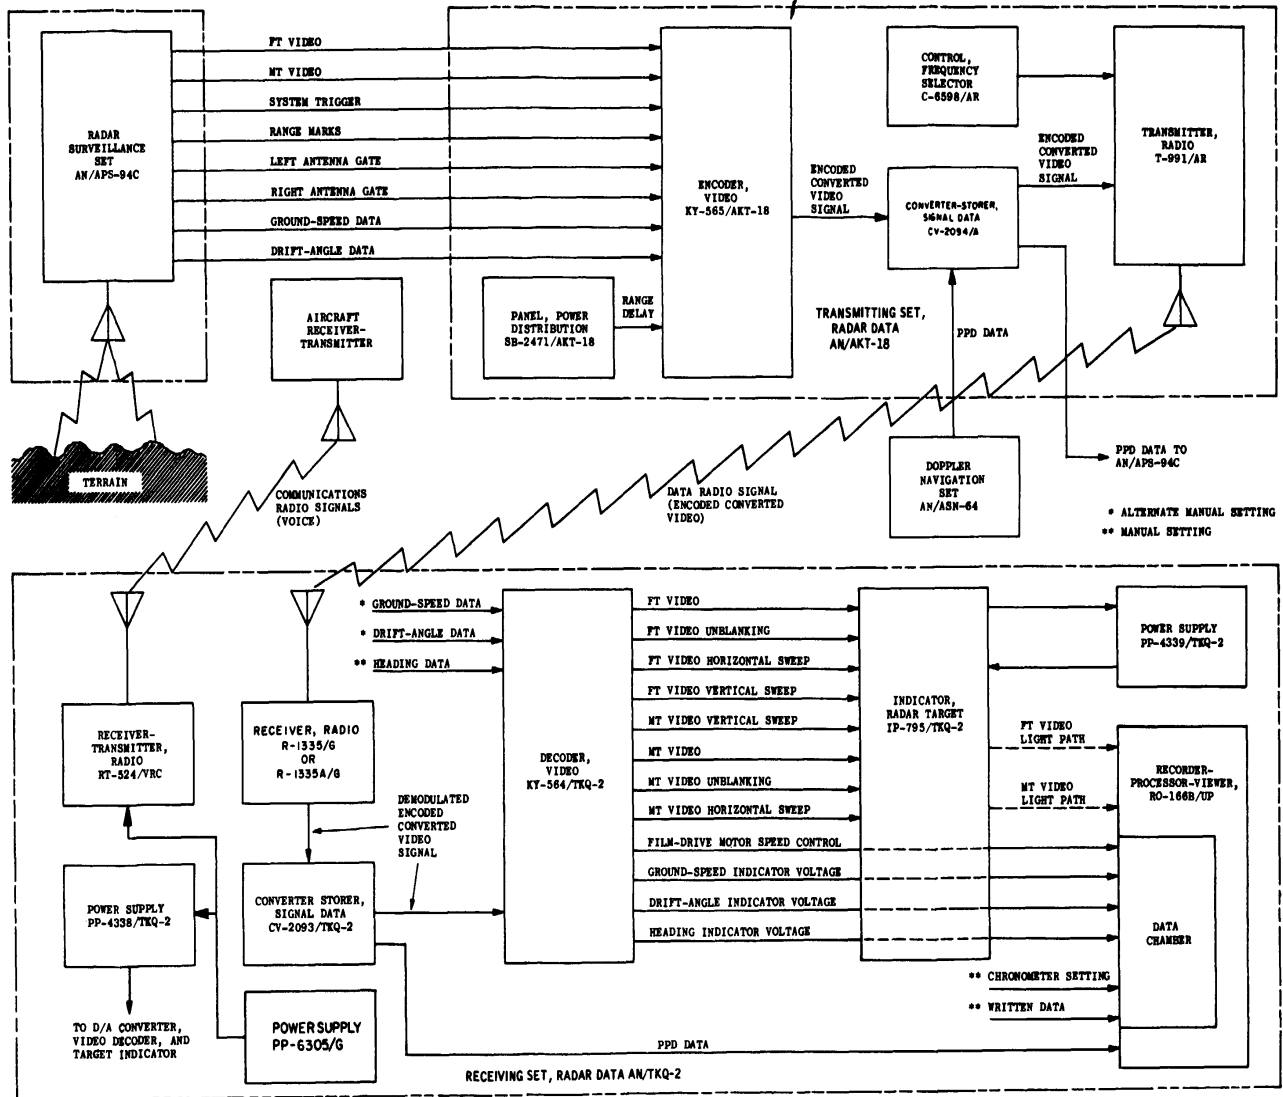 FT VIDEO
MT VIDEO
SYSTEM TRIGGER
RANGE MARKS
LEFT ANTENNA GATE
RIGHT ANTENNA GATE
GROUND-SPEED DATA
DRIFT-ANGLE DATA
RADAR
SURVEILLANCE
SET
AN/APS-94C
TERRAIN
AIRCRAFT
RECEIVER-
TRANSMITTER
COMMUNICATIONS
RADIO SIGNALS
(VOICE)
PANEL, POWER
DISTRIBUTION
SB-2471/AKT-18
RANGE
DELAY
ENCODER,
VIDEO
KY-565/AKT-18
ENCODED
CONVERTED
VIDEO
SIGNAL
CONTROL,
FREQUENCY
SELECTOR
C-6598/AR
CONVERTER-STORER,
SIGNAL DATA
CV-2094/A
ENCODED
CONVERTED
VIDEO
SIGNAL
TRANSMITTER,
RADIO
T-991/AR
TRANSMITTING SET,
RADAR DATA
AN/AKT-18
PPD DATA
DOPPLER
NAVIGATION
SET
AN/ASN-64
PPD DATA TO
AN/APS-94C
DATA RADIO SIGNAL
(ENCODED CONVERTED
VIDEO)
* ALTERNATE MANUAL SETTING
** MANUAL SETTING
* GROUND-SPEED DATA
* DRIFT-ANGLE DATA
** HEADING DATA
RECEIVER-
TRANSMITTER,
RADIO
RT-524/VRC
RECEIVER, RADIO
R-1335/G
OR
R-1335A/G
DEMODULATED
ENCODED
CONVERTED
VIDEO
SIGNAL
POWER SUPPLY
PP-4338/TKQ-2
CONVERTER STORER,
SIGNAL DATA
CV-2093/TKQ-2
TO D/A CONVERTER,
VIDEO DECODER, AND
TARGET INDICATOR
POWER SUPPLY
PP-6305/G
DECODER,
VIDEO
KY-564/TKQ-2
FT VIDEO
FT VIDEO UNBLANKING
FT VIDEO HORIZONTAL SWEEP
FT VIDEO VERTICAL SWEEP
MT VIDEO VERTICAL SWEEP
MT VIDEO
MT VIDEO UNBLANKING
MT VIDEO HORIZONTAL SWEEP
FILM-DRIVE MOTOR SPEED CONTROL
GROUND-SPEED INDICATOR VOLTAGE
DRIFT-ANGLE INDICATOR VOLTAGE
HEADING INDICATOR VOLTAGE
INDICATOR,
RADAR TARGET
IP-795/TKQ-2
POWER SUPPLY
PP-4339/TKQ-2
FT VIDEO
LIGHT PATH
MT VIDEO
LIGHT PATH
RECORDER-
PROCESSOR-VIEWER,
RO-166B/UP
DATA
CHAMBER
** CHRONOMETER SETTING
** WRITTEN DATA
PPD DATA
RECEIVING SET, RADAR DATA AN/TKQ-2